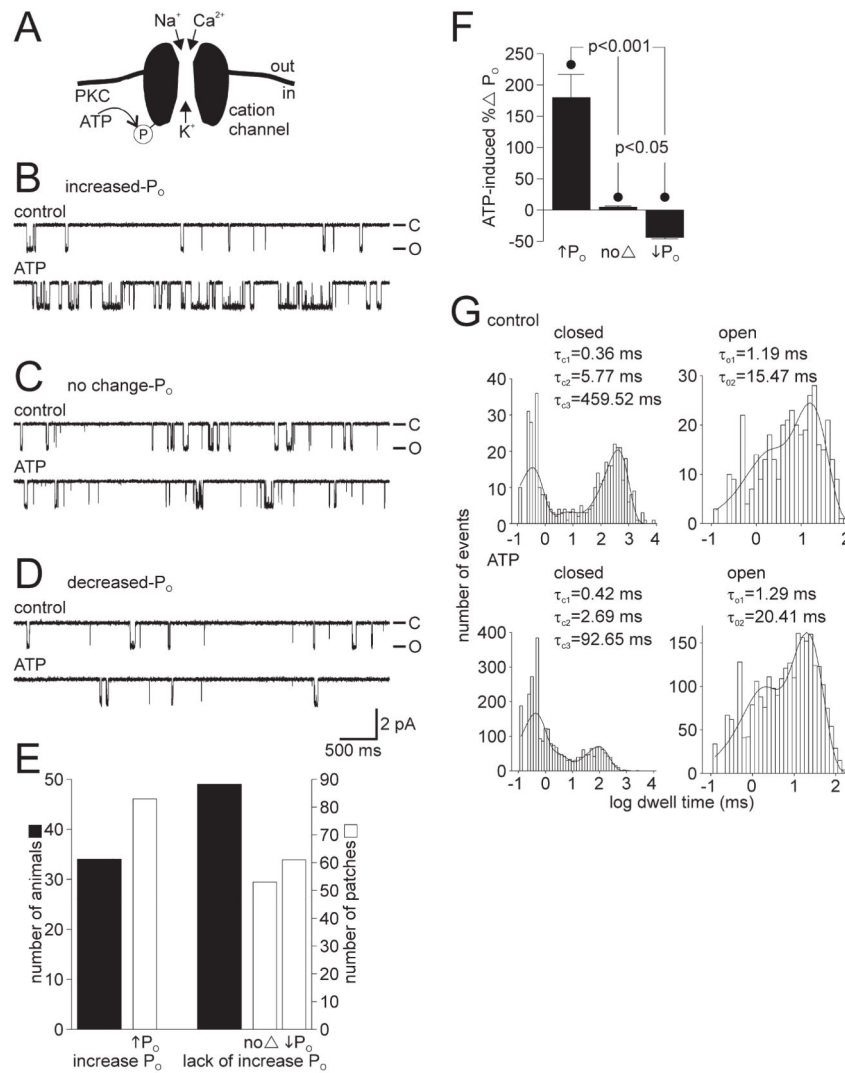 A
Na⁺ Ca²⁺
out
in
PKC
ATP
P
K⁺
cation
channel
B
increased-Pₒ
control
C
O
ATP
C
no change-Pₒ
control
C
O
ATP
D
decreased-Pₒ
control
C
O
ATP
2 pA
500 ms
E
number of animals
50
40
30
20
10
0
number of patches
90
80
70
60
50
40
30
20
10
0
↑Pₒ no△ ↓Pₒ
increase Pₒ lack of increase Pₒ
F
ATP-induced %△ Pₒ
250
200
150
100
50
0
-50
p<0.001
p<0.05
↑Pₒ no△ ↓Pₒ
G
control
closed
τc1=0.36 ms
τc2=5.77 ms
τc3=459.52 ms
40
30
20
10
0
-1 0 1 2 3 4
open
τo1=1.19 ms
τ02=15.47 ms
30
20
10
0
-1 0 1 2
number of events
ATP
closed
τc1=0.42 ms
τc2=2.69 ms
τc3=92.65 ms
400
300
200
100
0
-1 0 1 2 3 4
open
τo1=1.29 ms
τ02=20.41 ms
150
100
50
0
-1 0 1 2
log dwell time (ms)